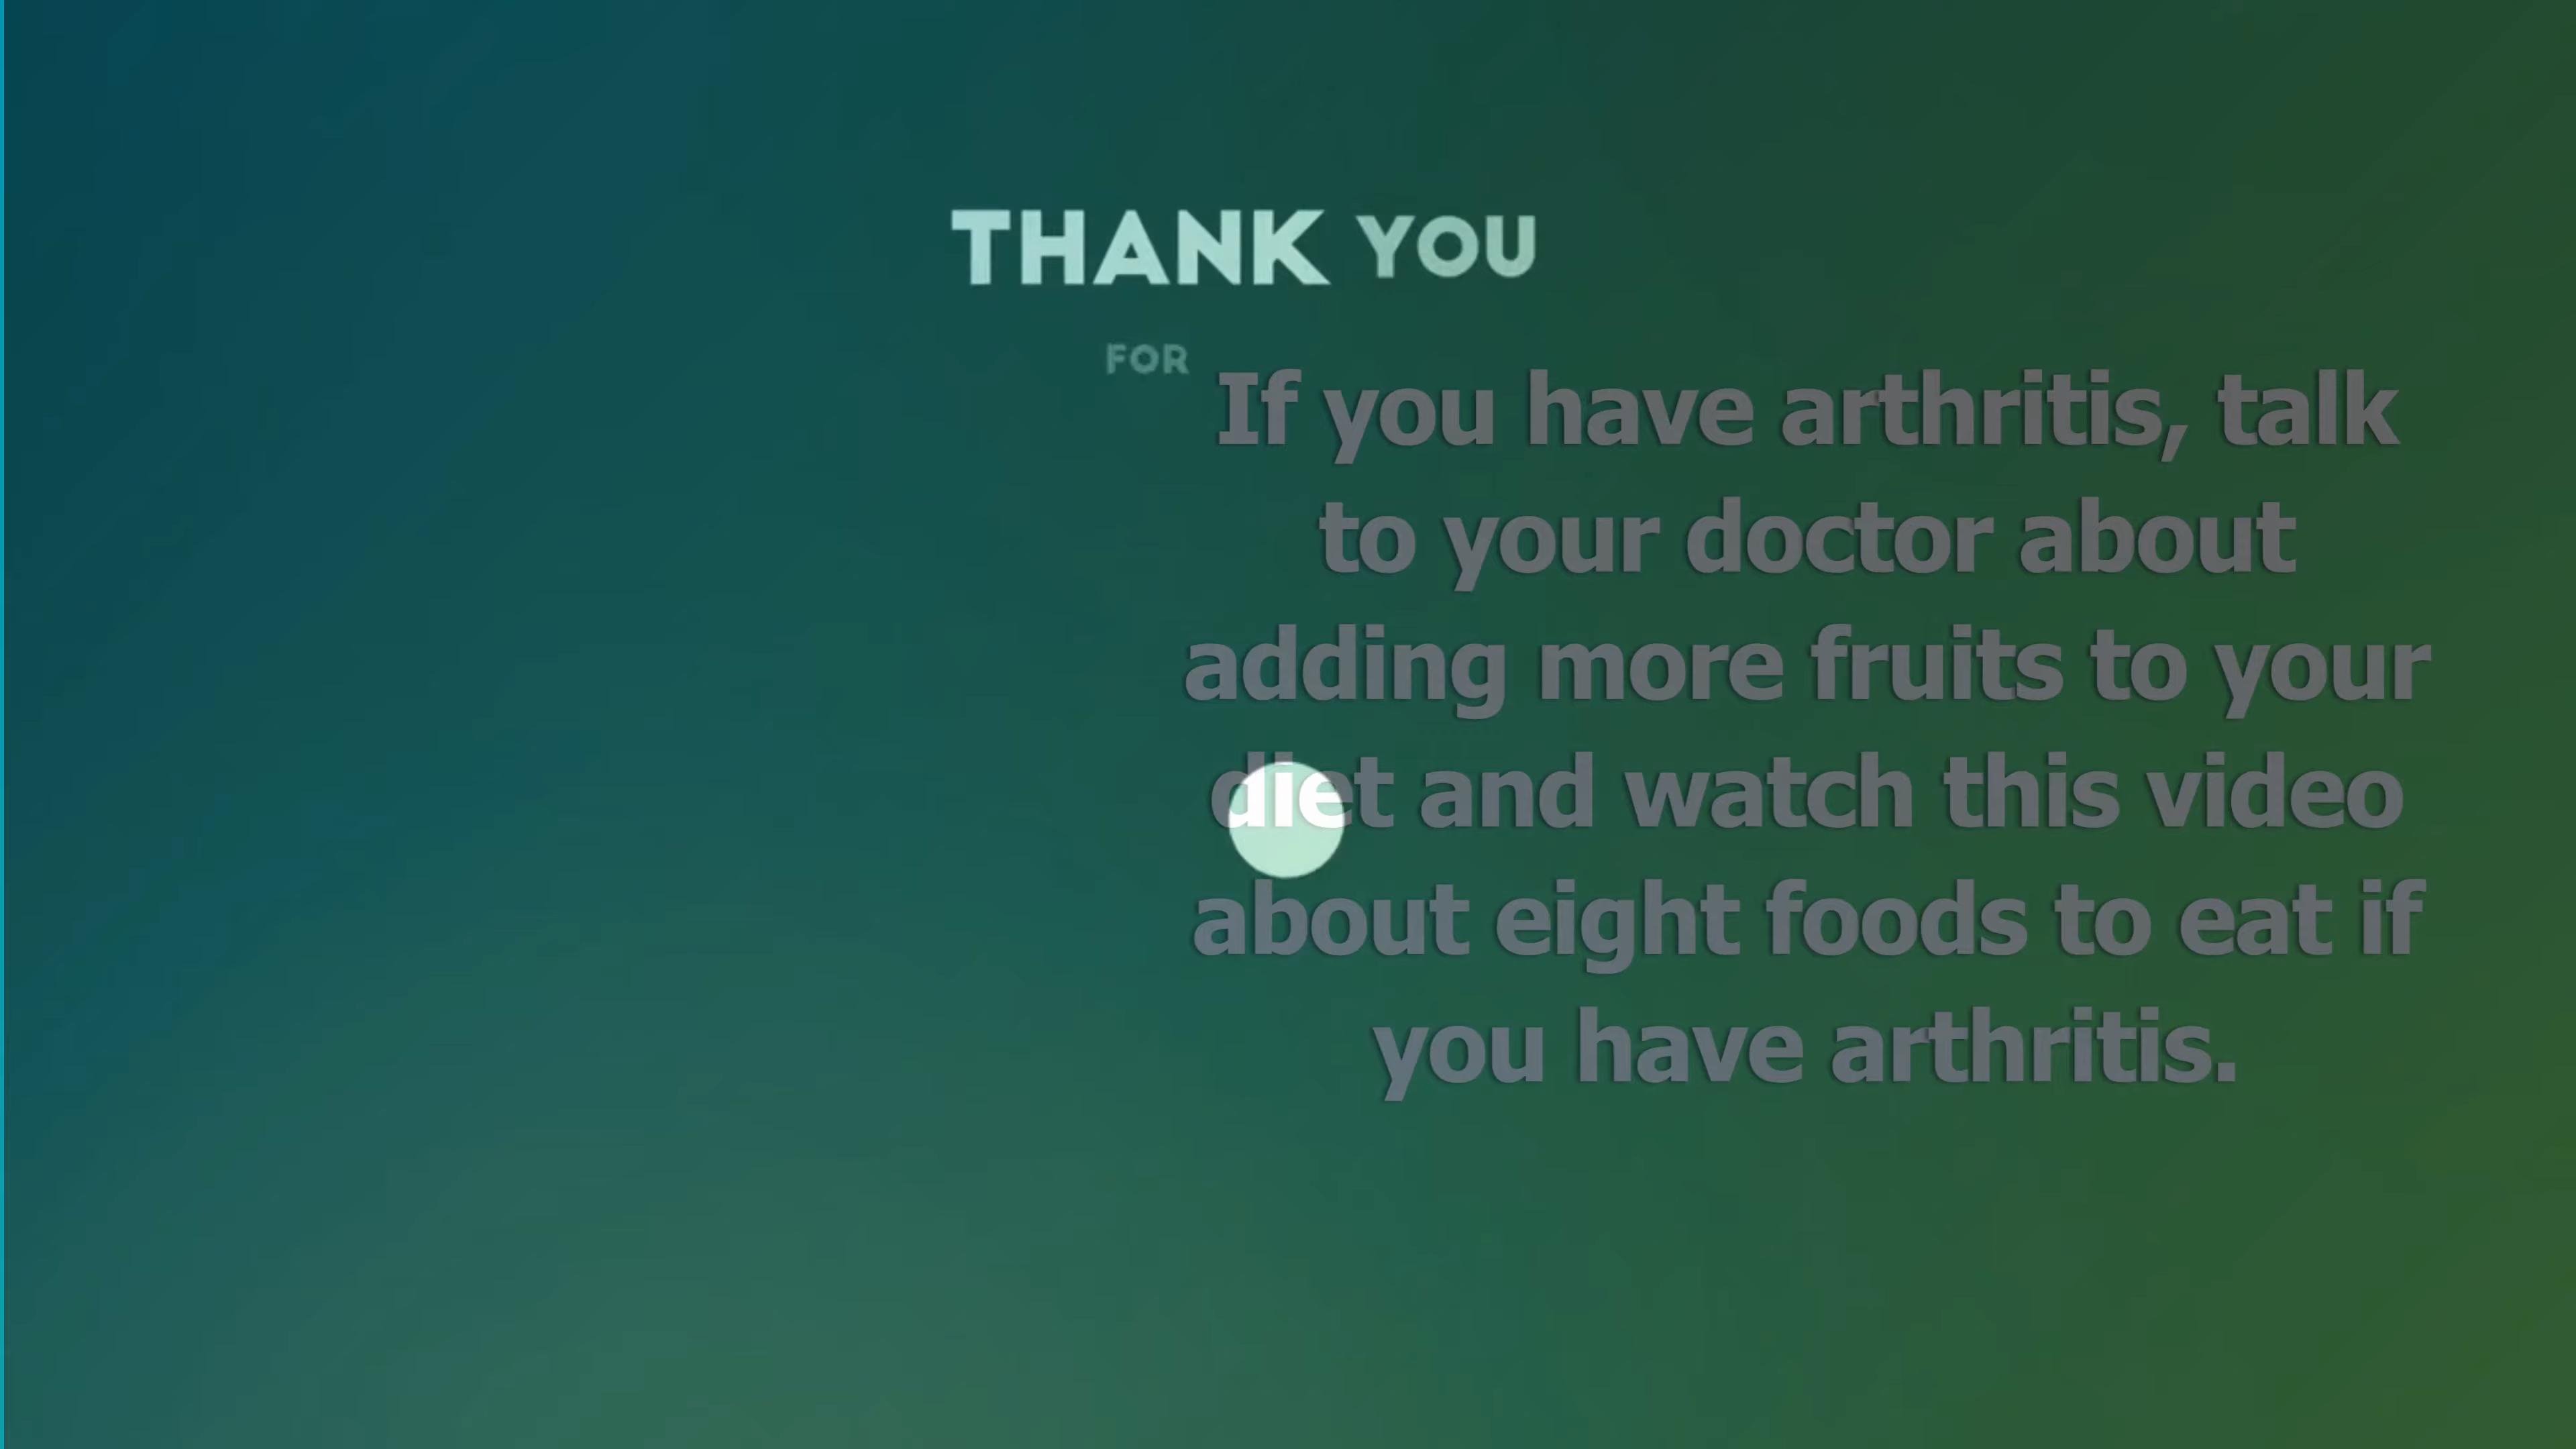 THANK YOU
FOR
If you have arthritis, talk
to your doctor about
adding more fruits to your
diet and watch this video
about eight foods to eat if
you have arthritis.